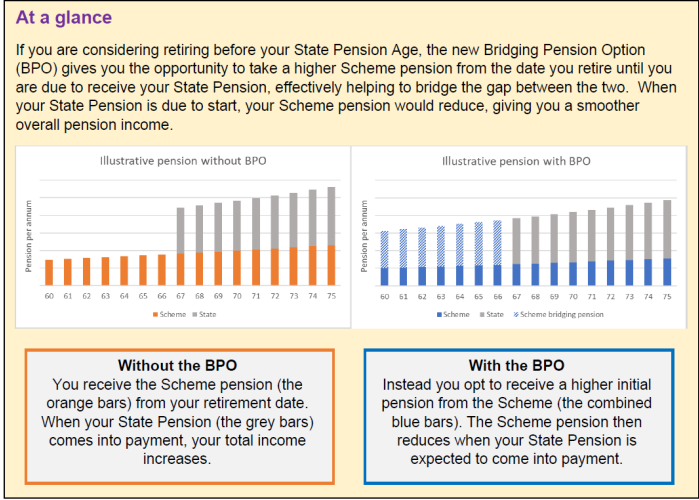 At a glance
If you are considering retiring before your State Pension Age, the new Bridging Pension Option
(BPO) gives you the opportunity to take a higher Scheme pension from the date you retire until you
are due to receive your State Pension, effectively helping to bridge the gap between the two.  When
your State Pension is due to start, your Scheme pension would reduce, giving you a smoother
overall pension income.
Illustrative pension without BPO
Pension per annum
60 61 62 63 64 65 66 67 68 69 70 71 72 73 74 75
Scheme State
Illustrative pension with BPO
Pension per annum
60 61 62 63 64 65 66 67 68 69 70 71 72 73 74 75
Scheme State Scheme bridging pension
Without the BPO
You receive the Scheme pension (the
orange bars) from your retirement date.
When your State Pension (the grey bars)
comes into payment, your total income
increases.
With the BPO
Instead you opt to receive a higher initial
pension from the Scheme (the combined
blue bars). The Scheme pension then
reduces when your State Pension is
expected to come into payment.